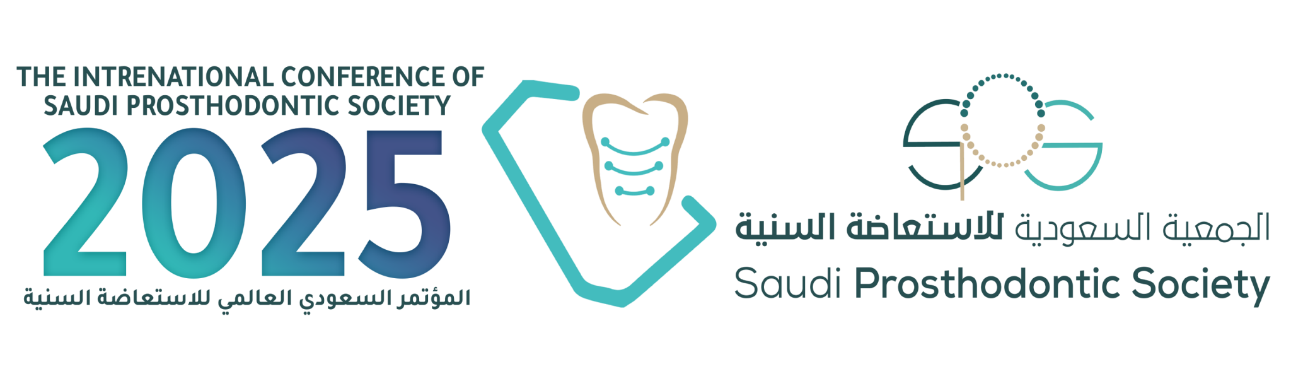 THE INTRENATIONAL CONFERENCE OF
SAUDI PROSTHODONTIC SOCIETY
2025
المؤتمر السعودي العالمي للاستعاضة السنية
SPS
الجمعية السعودية للاستعاضة السنية
Saudi Prosthodontic Society